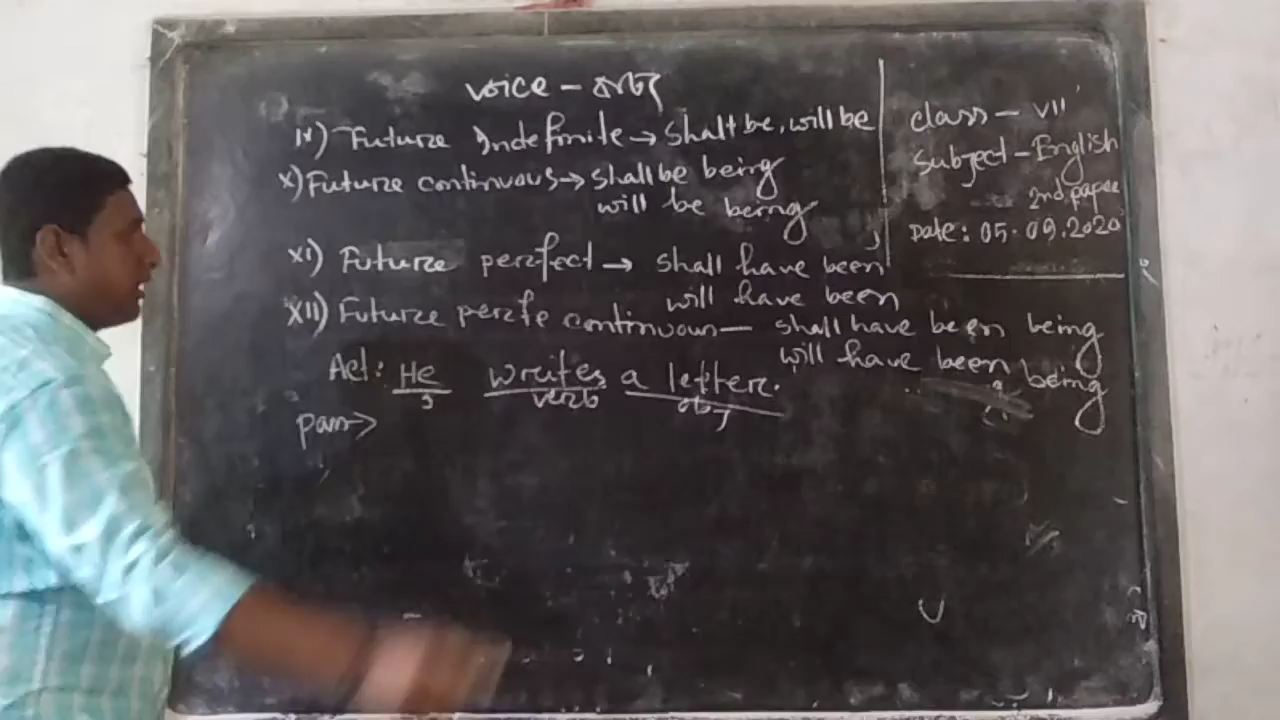 voice - বাচ্য
IX) Future Indefinite → Shall be, will be
X) Future continuous → shall be being
will be being
XI) Future perfect → shall have been
will have been
XII) Future perfe continuous — shall have been being
will have been being
Act: He writes a letter.
s verb obj
pass →
class - VII
Subject - English
2nd paper
Date: 05.09.2020